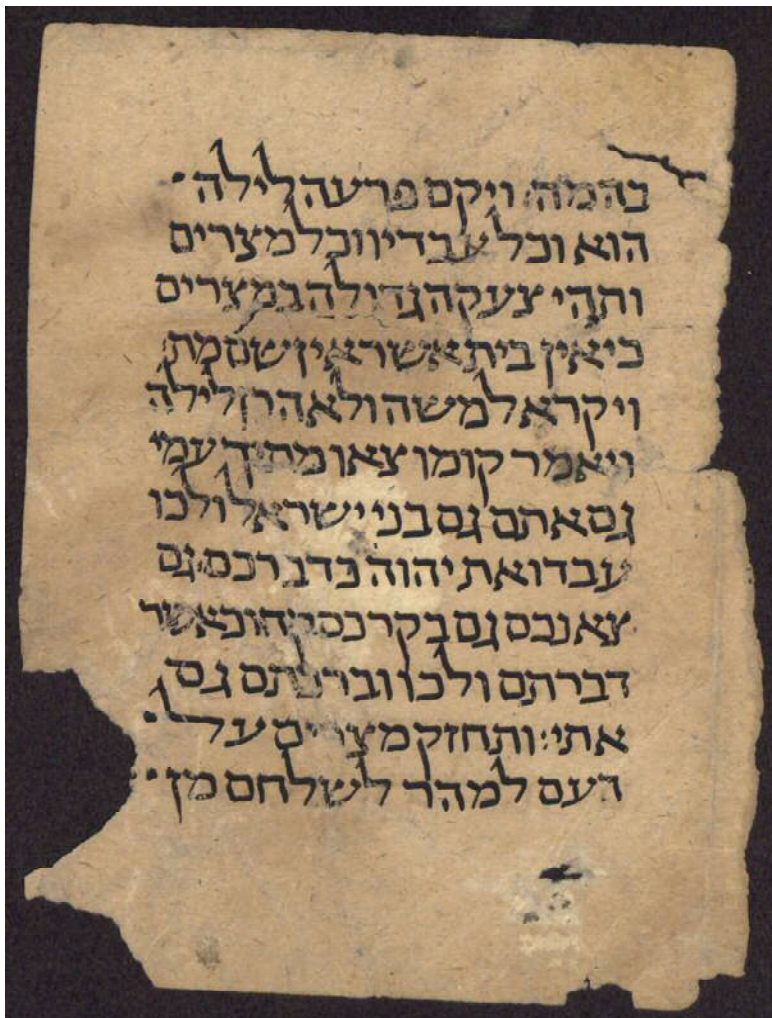 בהמה: ויקם פרעה לילה
הוא וכל עבדיו וכל מצרים
ותהי צעקה גדולה במצרים
כי אין בית אשר אין שם מת
ויקרא למשה ולאהרן לילה
ויאמר קומו צאו מתוך עמי
גם אתם גם בני ישראל ולכו
עבדו את יהוה כדברכם: גם
צאנכם גם בקרכם קחו כאשר
דברתם ולכו וברכתם גם
אתי: ותחזק מצרים על
העם למהר לשלחם מן